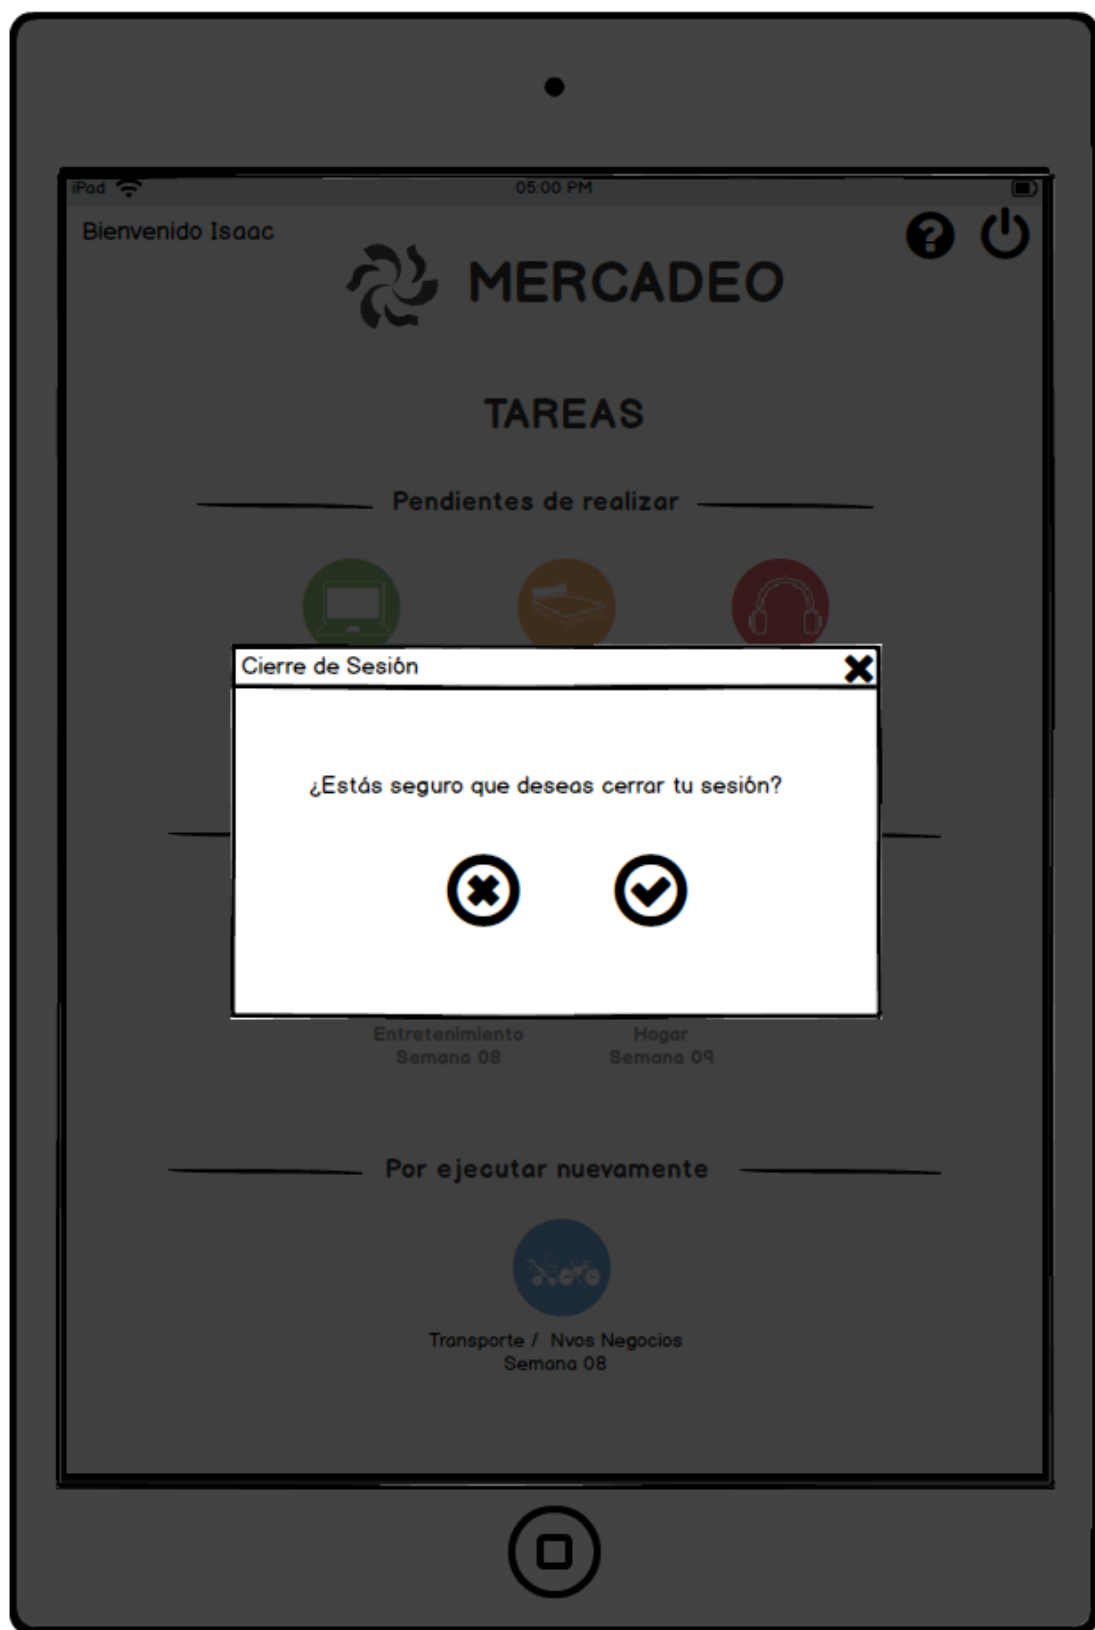 iPad
05:00 PM
Bienvenido Isaac
MERCADEO
TAREAS
Pendientes de realizar
Cierre de Sesión
¿Estás seguro que deseas cerrar tu sesión?
Entretenimiento
Semana 08
Hogar
Semana 09
Por ejecutar nuevamente
Transporte / Nvos Negocios
Semana 08